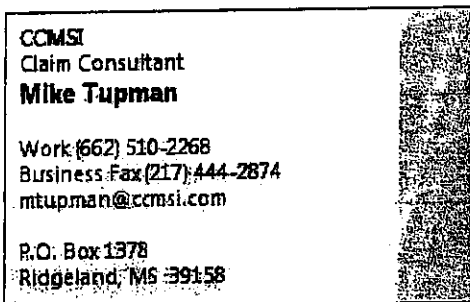 CCMSI
Claim Consultant
Mike Tupman
Work (662) 510-2268
Business Fax (217) 444-2874
mtupman@ccmsi.com
P.O. Box 1378
Ridgeland, MS 39158